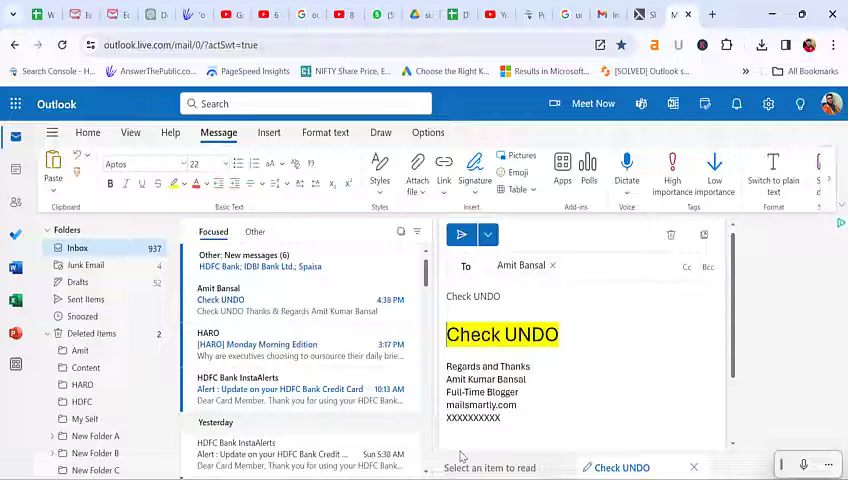 outlook.live.com/mail/0/?actSwt=true
Search Console - H...
AnswerThePublic.co...
PageSpeed Insights
NIFTY Share Price, E...
Choose the Right K...
Results in Microsof...
[SOLVED] Outlook s...
All Bookmarks
Outlook
Search
Meet Now
Home
View
Help
Message
Insert
Format text
Draw
Options
Paste
Aptos
22
Styles
Attach file
Link
Signature
Pictures
Emoji
Table
Apps
Polls
Dictate
High importance
Low importance
Switch to plain text
Clipboard
Basic Text
Styles
Insert
Add-ins
Voice
Tags
Format
Folders
Inbox 937
Junk Email 4
Drafts 52
Sent Items
Snoozed
Deleted Items 2
Amit
Content
HARO
HDFC
My Self
New Folder A
New Folder B
New Folder C
Focused
Other
Other: New messages (6)
HDFC Bank; IDBI Bank Ltd.; 5paisa
Amit Bansal
Check UNDO 4:38 PM
Check UNDO Thanks & Regards Amit Kumar Bansal
HARO
[HARO] Monday Morning Edition 3:17 PM
Why are executives choosing to oursource their daily brie...
HDFC Bank InstaAlerts
Alert : Update on your HDFC Bank Credit Card 10:13 AM
Dear Card Member, Thank you for using your HDFC Bank...
Yesterday
HDFC Bank InstaAlerts
Alert : Update on your HDFC Bank Credit ... Sun 5:38 AM
Dear Card Member, Thank you for using your HDFC Bank...
To
Amit Bansal
Cc
Bcc
Check UNDO
Check UNDO
Regards and Thanks
Amit Kumar Bansal
Full-Time Blogger
mailsmartly.com
XXXXXXXXXX
Select an item to read
Check UNDO